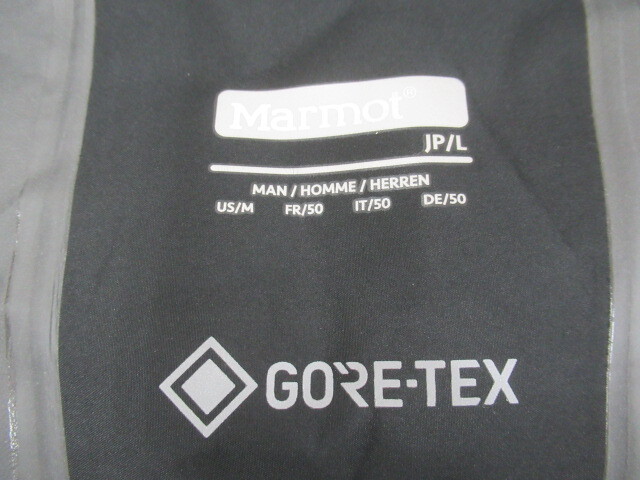 Marmot®
JP/L
MAN / HOMME / HERREN
US/M FR/50 IT/50 DE/50
GORE-TEX